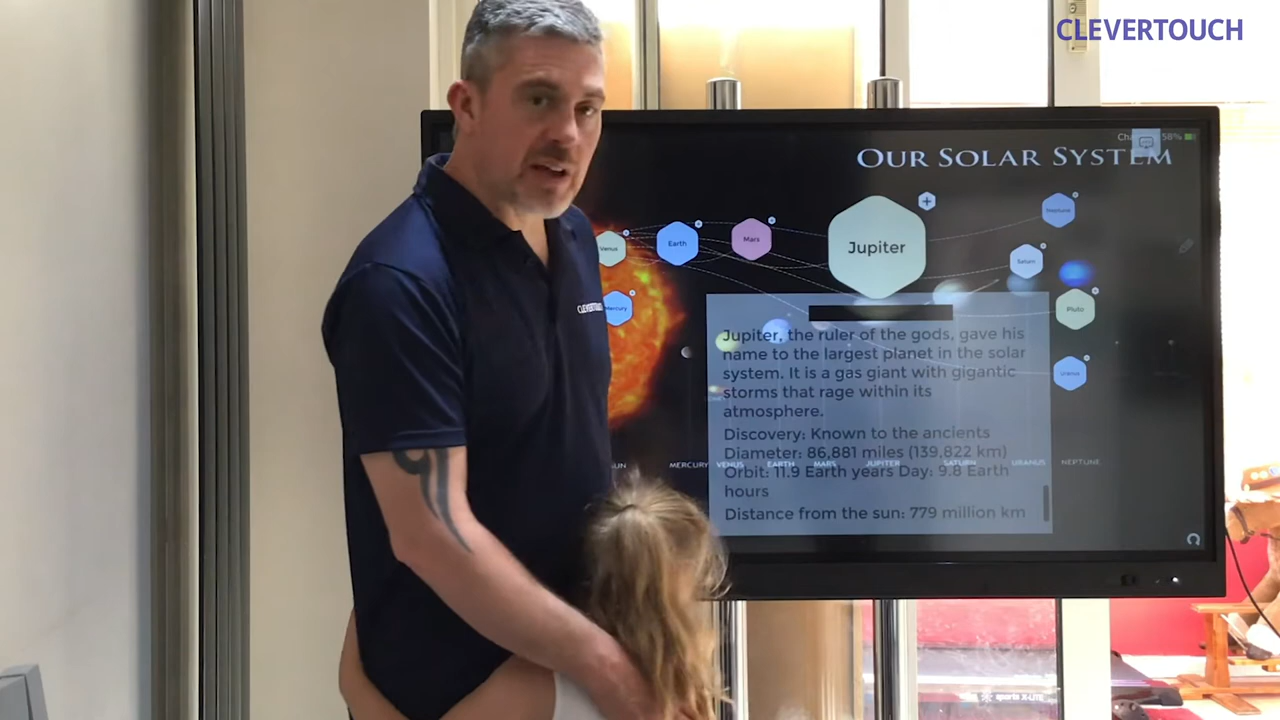 CLEVERTOUCH
58%
OUR SOLAR SYSTEM
Neptune
Venus
Earth
Mars
Jupiter
Saturn
Mercury
Pluto
Uranus
Jupiter, the ruler of the gods, gave his
name to the largest planet in the solar
system. It is a gas giant with gigantic
storms that rage within its
atmosphere.
Discovery: Known to the ancients
Diameter: 86,881 miles (139,822 km)
Orbit: 11.9 Earth years Day: 9.8 Earth
hours
Distance from the sun: 779 million km
MERCURY VENUS EARTH MARS JUPITER SATURN URANUS NEPTUNE